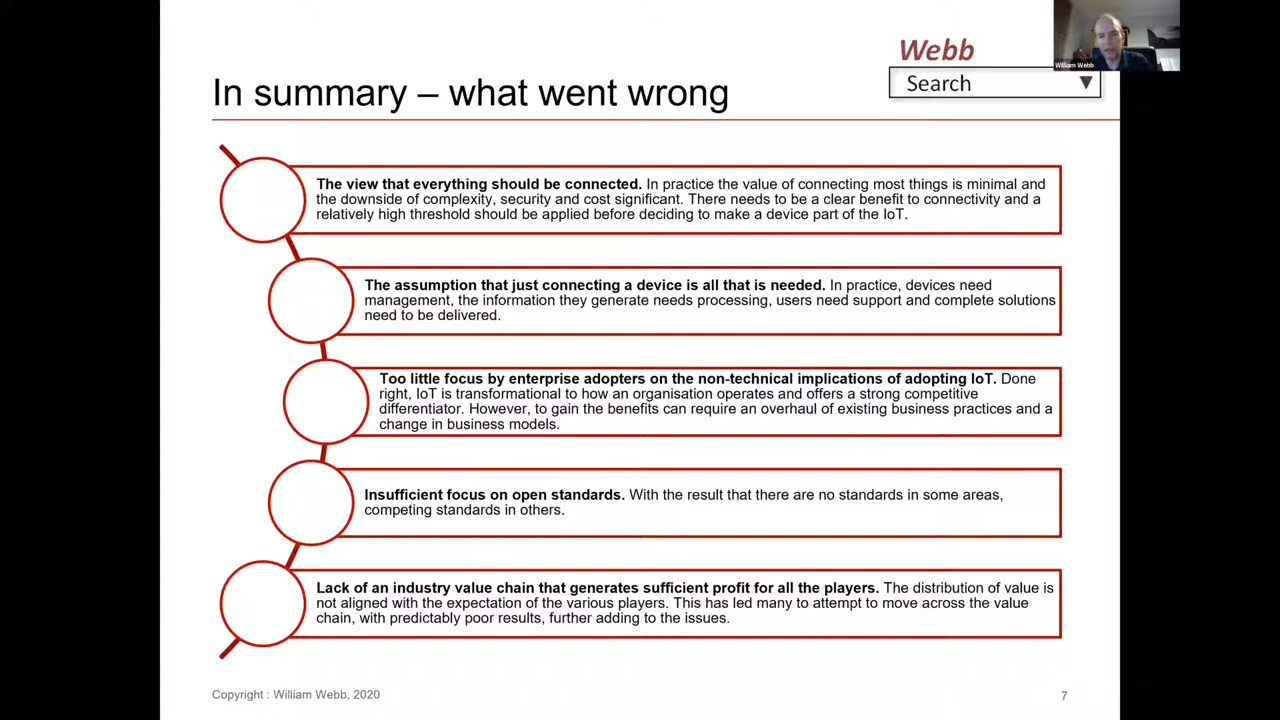 Webb
William Webb
Search
In summary – what went wrong
The view that everything should be connected. In practice the value of connecting most things is minimal and
the downside of complexity, security and cost significant. There needs to be a clear benefit to connectivity and a
relatively high threshold should be applied before deciding to make a device part of the IoT.
The assumption that just connecting a device is all that is needed. In practice, devices need
management, the information they generate needs processing, users need support and complete solutions
need to be delivered.
Too little focus by enterprise adopters on the non-technical implications of adopting IoT. Done
right, IoT is transformational to how an organisation operates and offers a strong competitive
differentiator. However, to gain the benefits can require an overhaul of existing business practices and a
change in business models.
Insufficient focus on open standards. With the result that there are no standards in some areas,
competing standards in others.
Lack of an industry value chain that generates sufficient profit for all the players. The distribution of value is
not aligned with the expectation of the various players. This has led many to attempt to move across the value
chain, with predictably poor results, further adding to the issues.
Copyright : William Webb, 2020
7